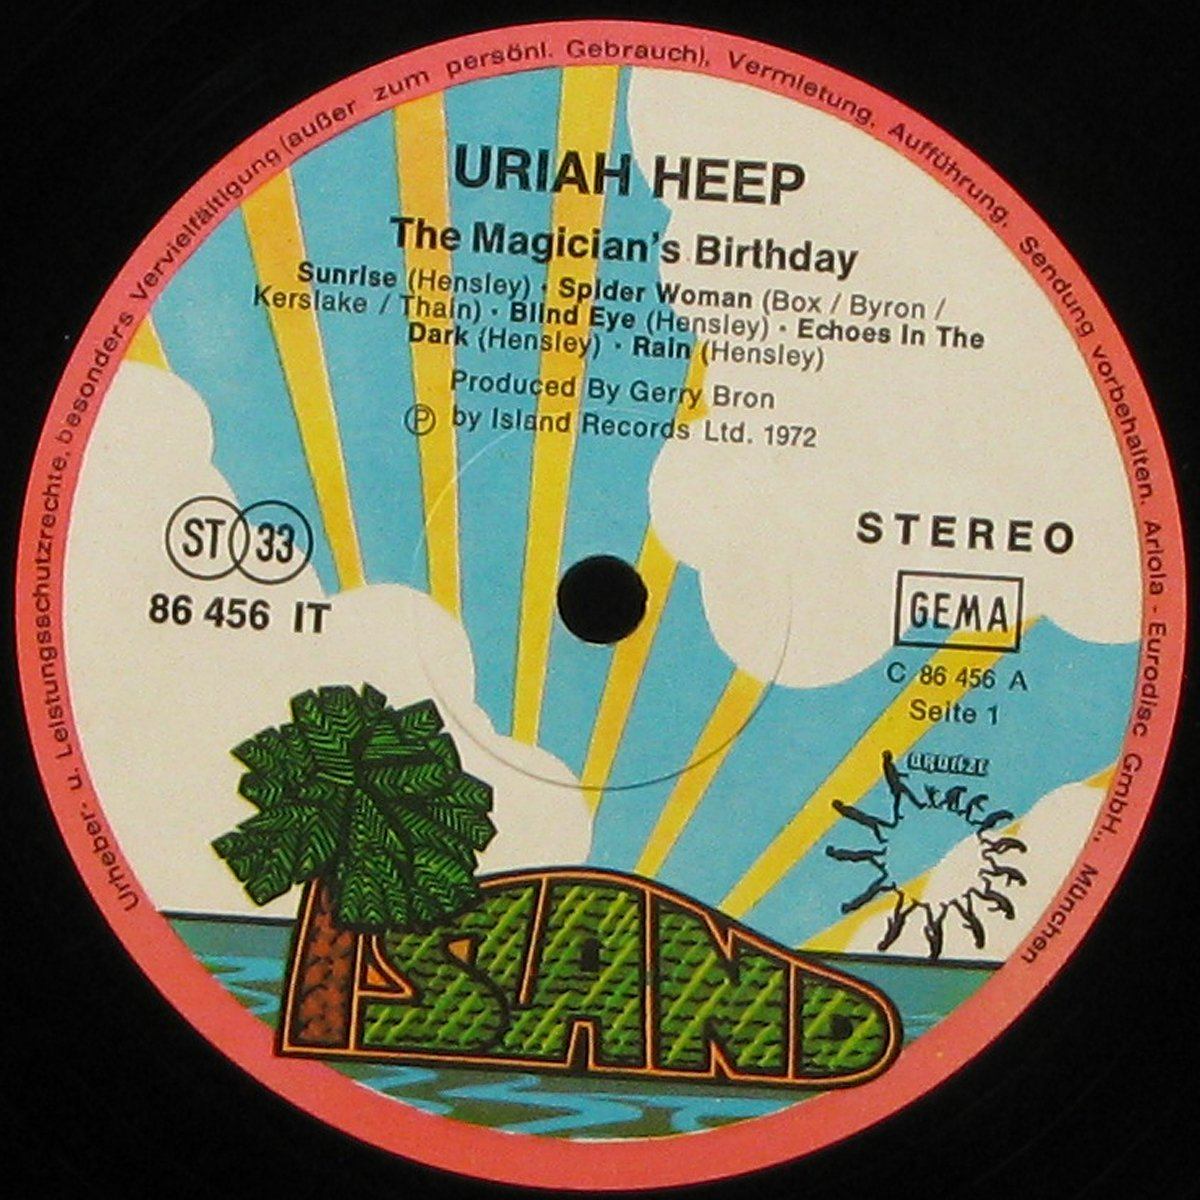 Urheber- u. Leistungsschutzrechte, besonders Vervielfältigung (außer zum persönl. Gebrauch), Vermietung, Aufführung, Sendung vorbehalten. Ariola - Eurodisc GmbH., München
URIAH HEEP
The Magician's Birthday
Sunrise (Hensley) · Spider Woman (Box / Byron /
Kerslake / Thain) · Blind Eye (Hensley) · Echoes In The
Dark (Hensley) · Rain (Hensley)
Produced By Gerry Bron
Ⓟ by Island Records Ltd. 1972
ST 33
86 456 IT
STEREO
GEMA
C 86 456 A
Seite 1
BRONZE
ISLAND